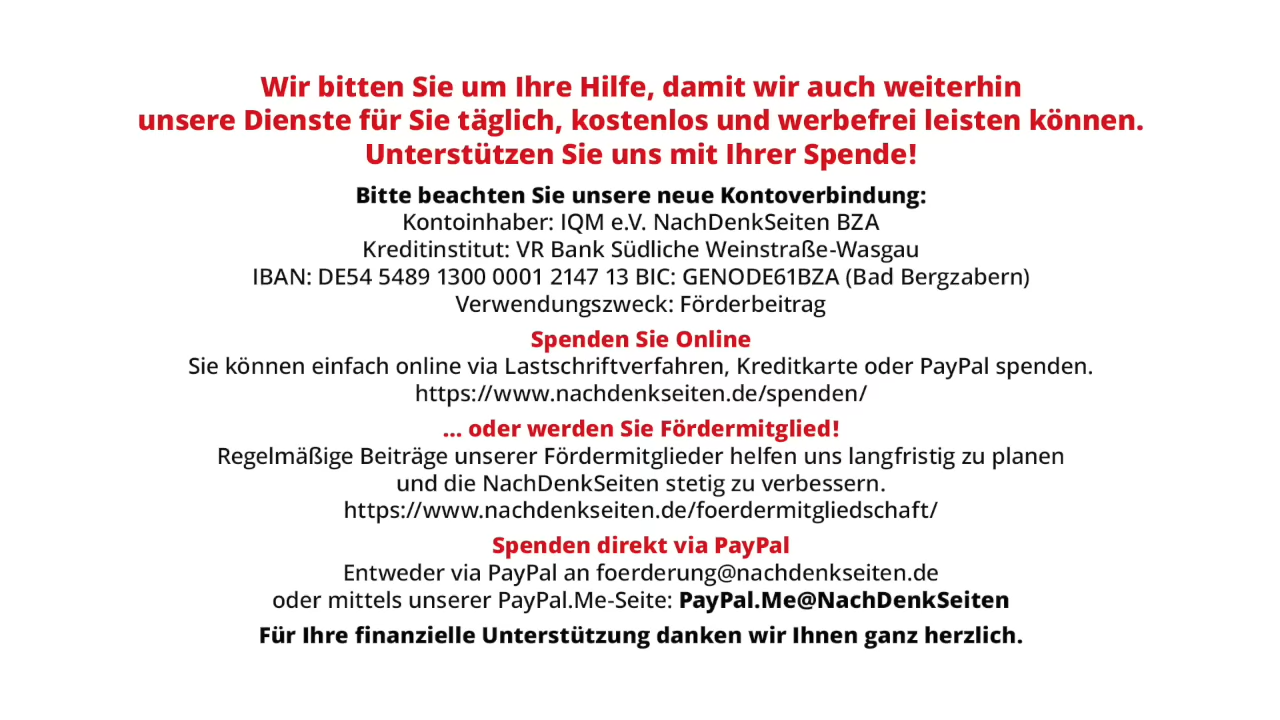 Wir bitten Sie um Ihre Hilfe, damit wir auch weiterhin
unsere Dienste für Sie täglich, kostenlos und werbefrei leisten können.
Unterstützen Sie uns mit Ihrer Spende!
Bitte beachten Sie unsere neue Kontoverbindung:
Kontoinhaber: IQM e.V. NachDenkSeiten BZA
Kreditinstitut: VR Bank Südliche Weinstraße-Wasgau
IBAN: DE54 5489 1300 0001 2147 13 BIC: GENODE61BZA (Bad Bergzabern)
Verwendungszweck: Förderbeitrag
Spenden Sie Online
Sie können einfach online via Lastschriftverfahren, Kreditkarte oder PayPal spenden.
https://www.nachdenkseiten.de/spenden/
... oder werden Sie Fördermitglied!
Regelmäßige Beiträge unserer Fördermitglieder helfen uns langfristig zu planen
und die NachDenkSeiten stetig zu verbessern.
https://www.nachdenkseiten.de/foerdermitgliedschaft/
Spenden direkt via PayPal
Entweder via PayPal an foerderung@nachdenkseiten.de
oder mittels unserer PayPal.Me-Seite: PayPal.Me@NachDenkSeiten
Für Ihre finanzielle Unterstützung danken wir Ihnen ganz herzlich.